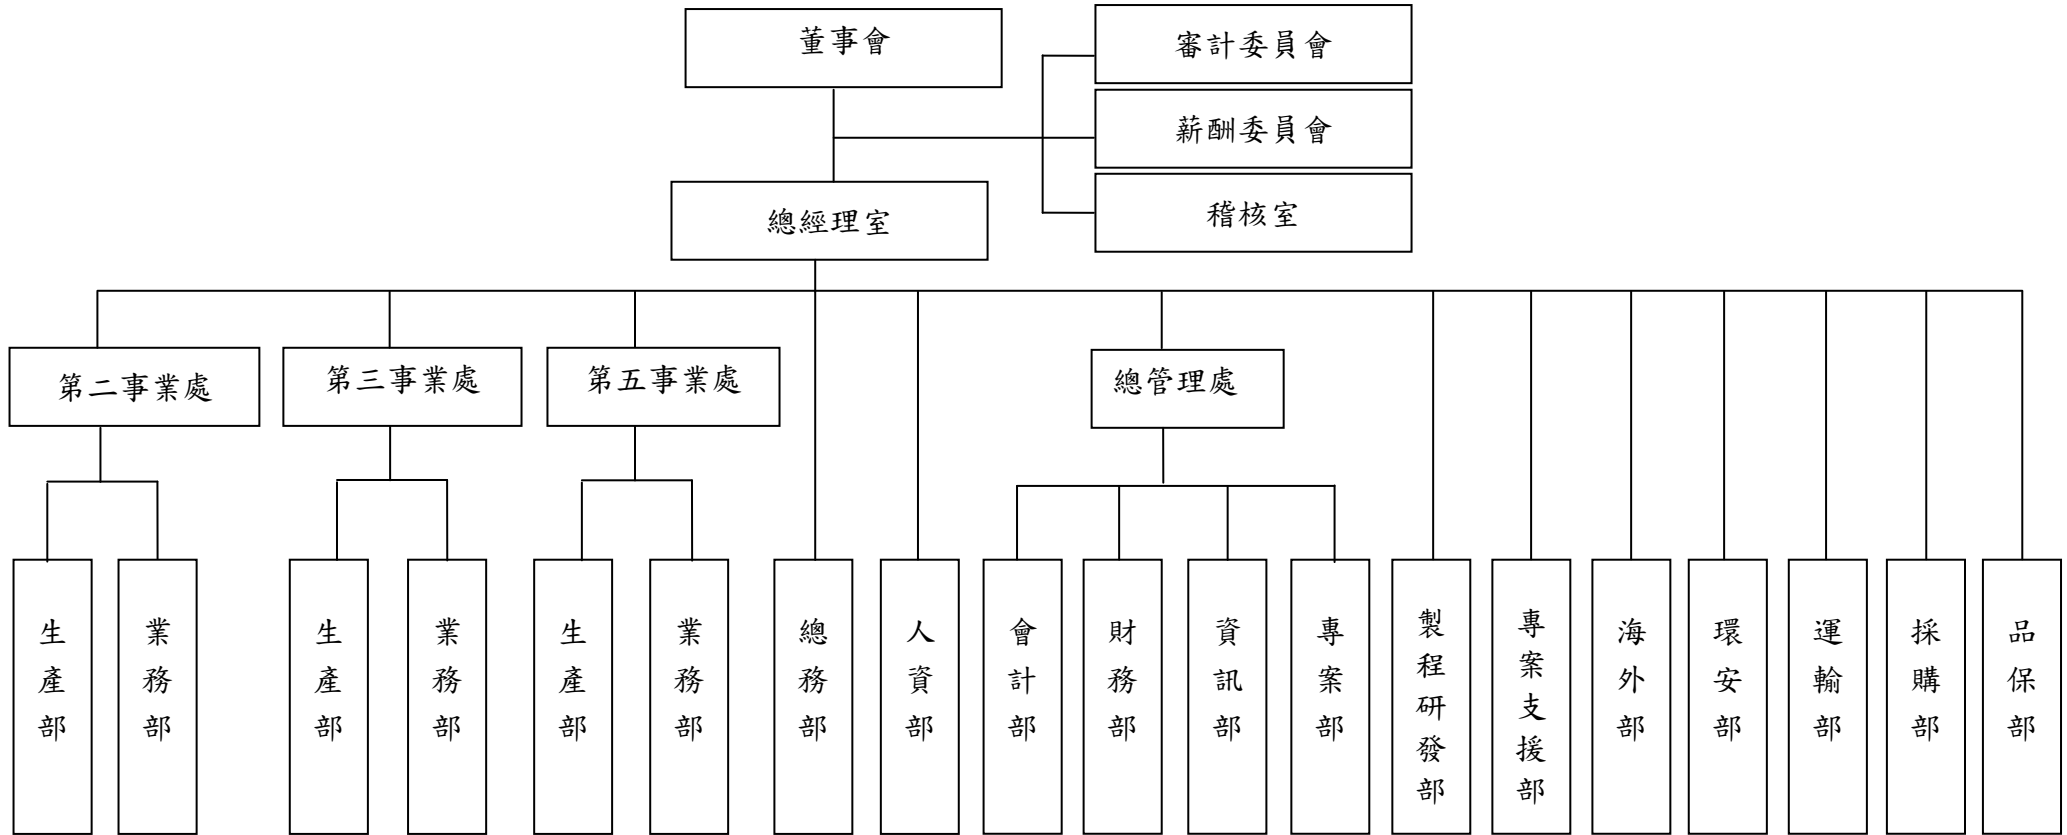 董事會
審計委員會
薪酬委員會
總經理室
稽核室
第二事業處
第三事業處
第五事業處
總管理處
生產部
業務部
生產部
業務部
生產部
業務部
總務部
人資部
會計部
財務部
資訊部
專案部
製程研發部
專案支援部
海外部
環安部
運輸部
採購部
品保部